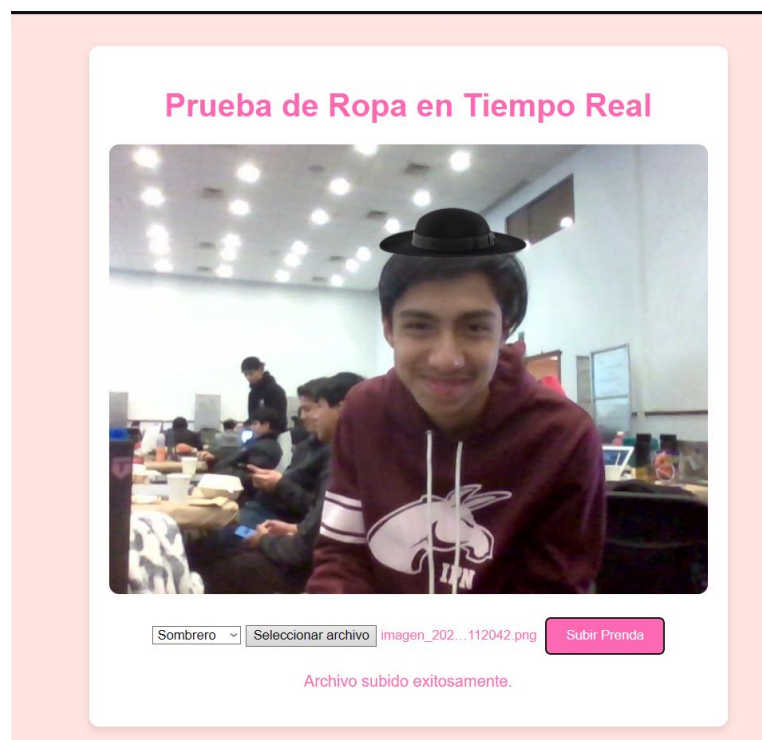 Prueba de Ropa en Tiempo Real
IPN
Sombrero
Seleccionar archivo
imagen_202...112042.png
Subir Prenda
Archivo subido exitosamente.